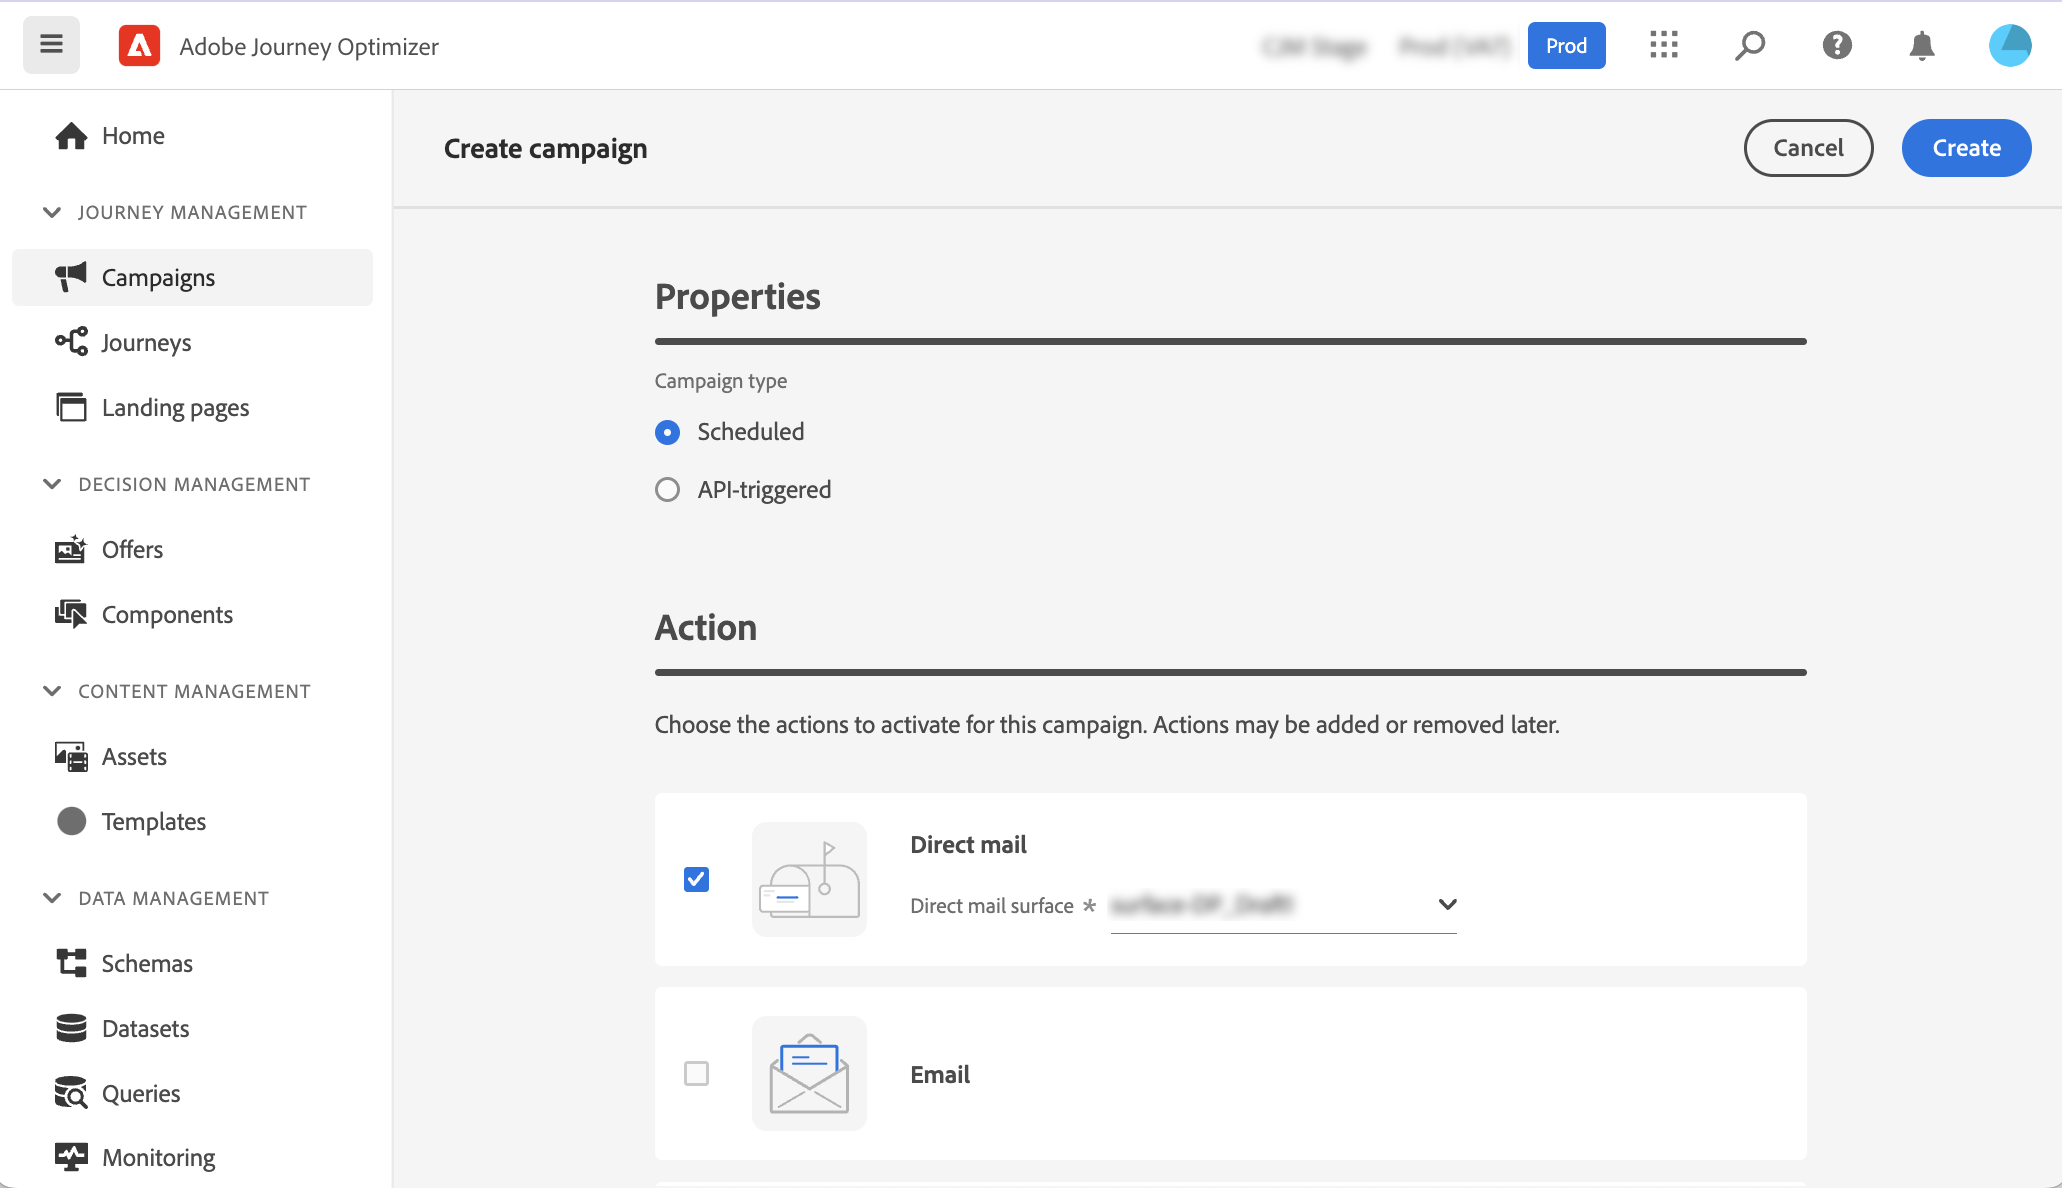 Adobe Journey Optimizer
Prod
Home
JOURNEY MANAGEMENT
Campaigns
Journeys
Landing pages
DECISION MANAGEMENT
Offers
Components
CONTENT MANAGEMENT
Assets
Templates
DATA MANAGEMENT
Schemas
Datasets
Queries
Monitoring
Create campaign
Cancel
Create
Properties
Campaign type
Scheduled
API-triggered
Action
Choose the actions to activate for this campaign. Actions may be added or removed later.
Direct mail
Direct mail surface *
Email